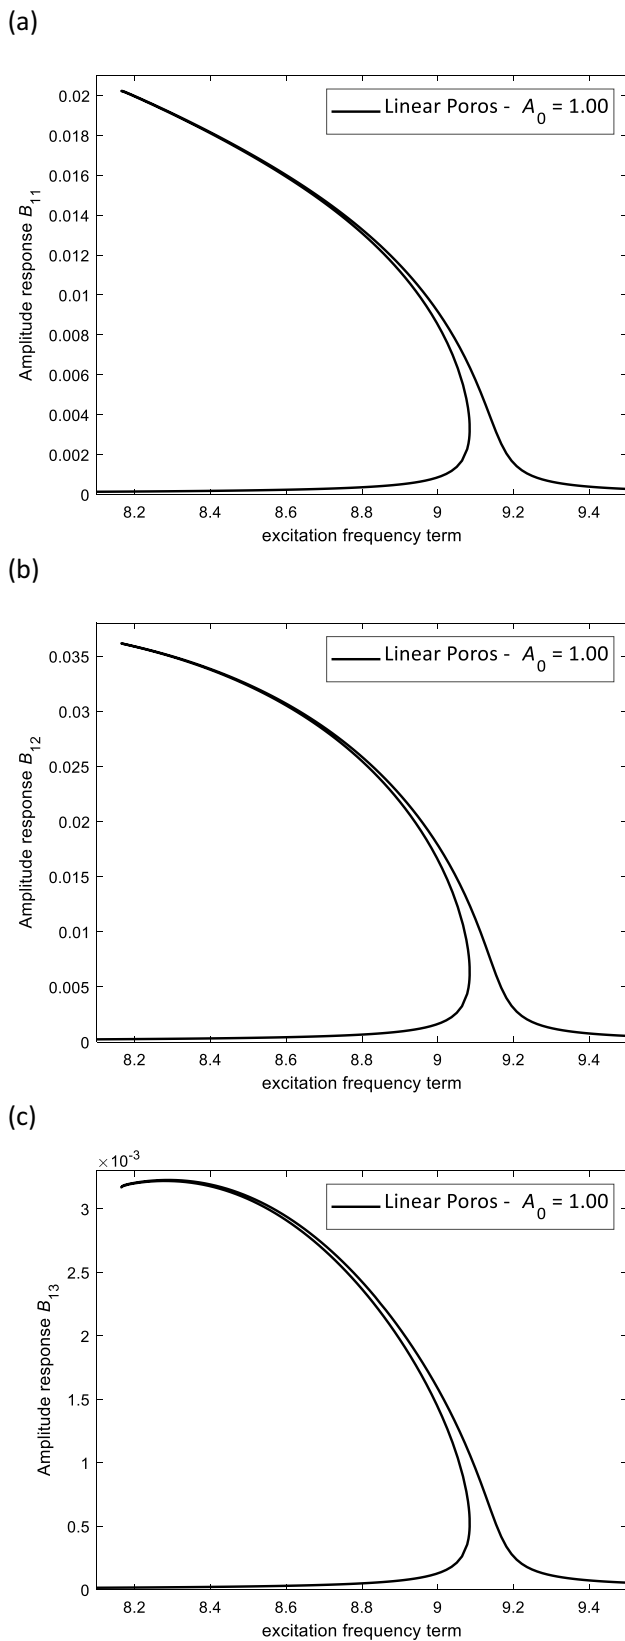 (a)
0.02
0.018
0.016
0.014
0.012
0.01
0.008
0.006
0.004
0.002
0
Amplitude response B11
Linear Poros - A0 = 1.00
8.2 8.4 8.6 8.8 9 9.2 9.4
excitation frequency term
(b)
0.035
0.03
0.025
0.02
0.015
0.01
0.005
0
Amplitude response B12
Linear Poros - A0 = 1.00
8.2 8.4 8.6 8.8 9 9.2 9.4
excitation frequency term
(c)
×10-3
3
2.5
2
1.5
1
0.5
0
Amplitude response B13
Linear Poros - A0 = 1.00
8.2 8.4 8.6 8.8 9 9.2 9.4
excitation frequency term